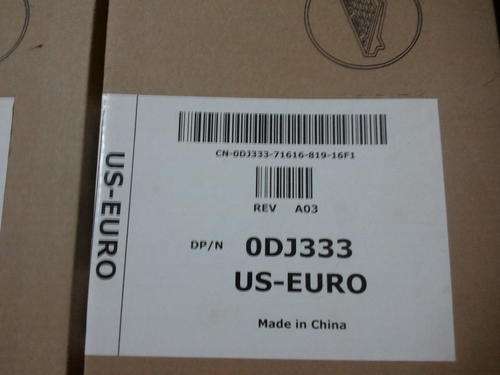 US-EURO
CN-0DJ333-71616-819-16F1
REV A03
DP/N 0DJ333
US-EURO
Made in China